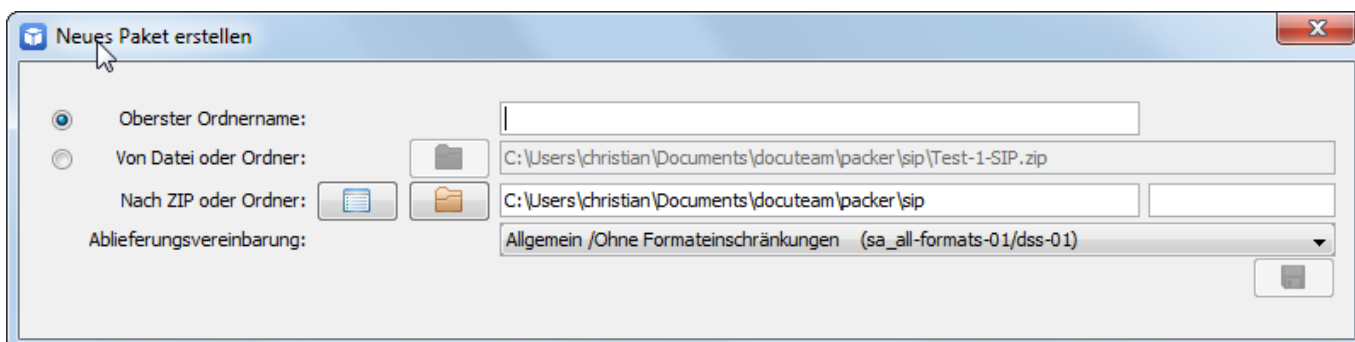 Neues Paket erstellen
Oberster Ordnername:
Von Datei oder Ordner: C:\Users\christian\Documents\docuteam\packer\sip\Test-1-SIP.zip
Nach ZIP oder Ordner: C:\Users\christian\Documents\docuteam\packer\sip
Ablieferungsvereinbarung: Allgemein /Ohne Formateinschränkungen (sa_all-formats-01/dss-01)